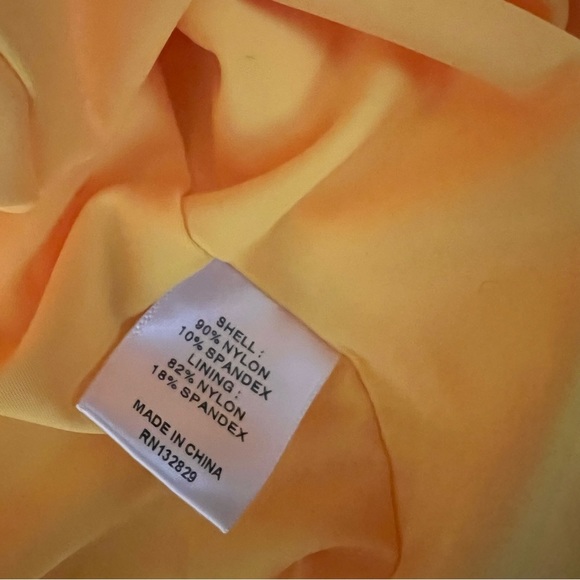 SHELL :
90% NYLON
10% SPANDEX
LINING :
82% NYLON
18% SPANDEX
MADE IN CHINA
RN132829